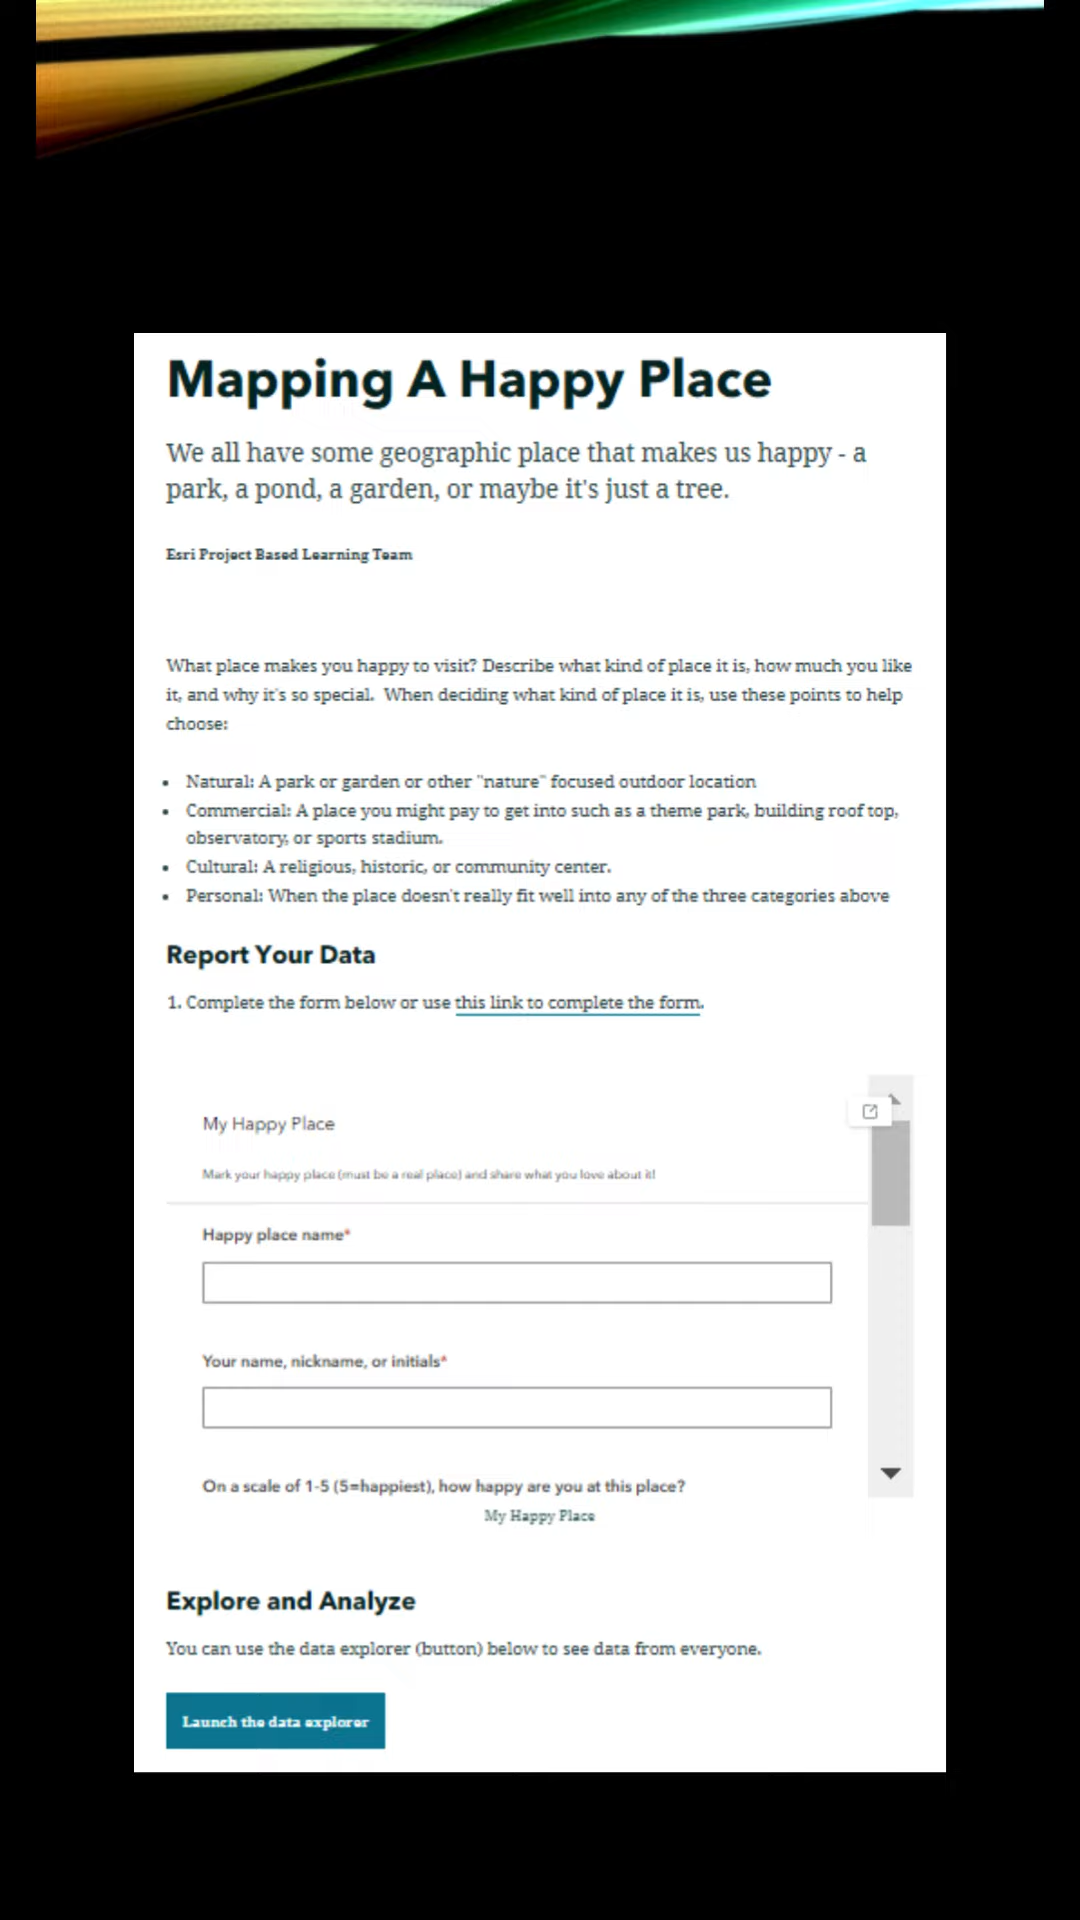 Mapping A Happy Place
We all have some geographic place that makes us happy - a
park, a pond, a garden, or maybe it's just a tree.
Esri Project Based Learning Team
What place makes you happy to visit? Describe what kind of place it is, how much you like
it, and why it's so special. When deciding what kind of place it is, use these points to help
choose:
• Natural: A park or garden or other "nature" focused outdoor location
• Commercial: A place you might pay to get into such as a theme park, building roof top,
observatory, or sports stadium.
• Cultural: A religious, historic, or community center.
• Personal: When the place doesn't really fit well into any of the three categories above
Report Your Data
1. Complete the form below or use this link to complete the form.
My Happy Place
Mark your happy place (must be a real place) and share what you love about it!
Happy place name*
Your name, nickname, or initials*
On a scale of 1-5 (5=happiest), how happy are you at this place?
My Happy Place
Explore and Analyze
You can use the data explorer (button) below to see data from everyone.
Launch the data explorer